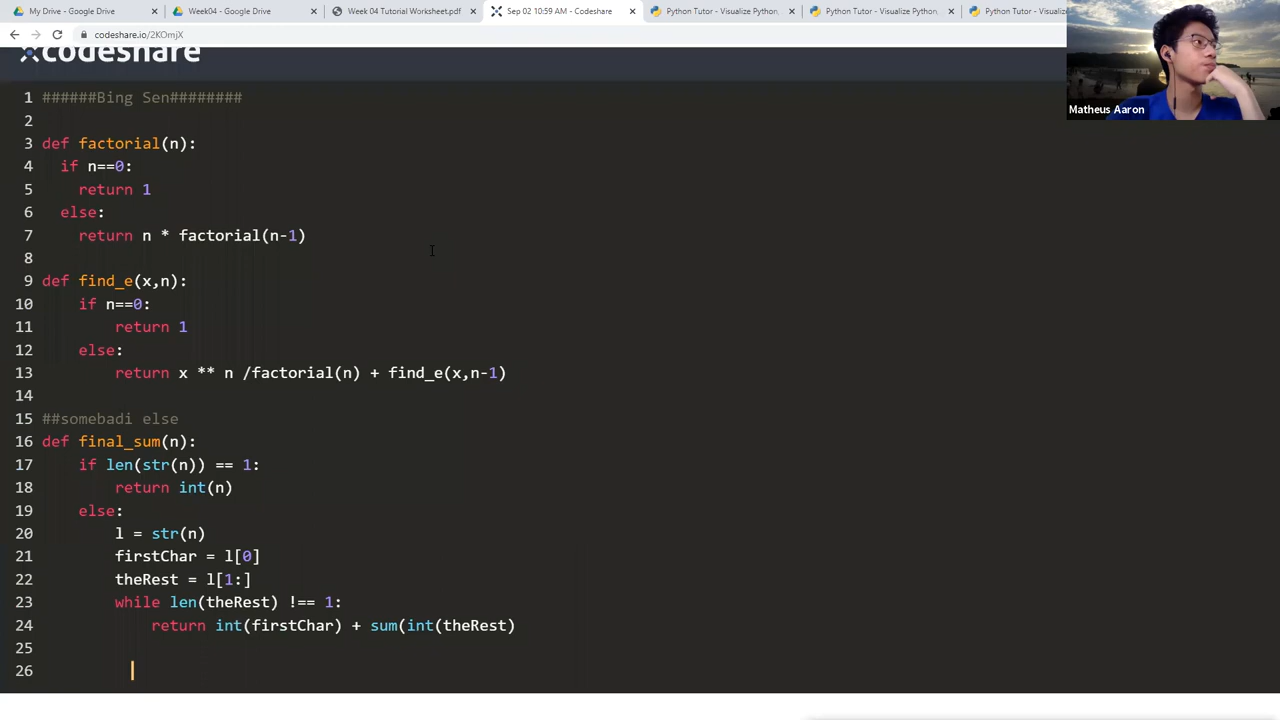 My Drive - Google Drive
Week04 - Google Drive
Week 04 Tutorial Worksheet.pdf
Sep 02 10:59 AM - Codeshare
Python Tutor - Visualize Python,
Python Tutor - Visualize Python,
Python Tutor - Visualiz
codeshare.io/2KOmjX
codeshare
Matheus Aaron
1 ######Bing Sen########
2
3 def factorial(n):
4 if n==0:
5 return 1
6 else:
7 return n * factorial(n-1)
8
9 def find_e(x,n):
10 if n==0:
11 return 1
12 else:
13 return x ** n /factorial(n) + find_e(x,n-1)
14
15 ##somebadi else
16 def final_sum(n):
17 if len(str(n)) == 1:
18 return int(n)
19 else:
20 l = str(n)
21 firstChar = l[0]
22 theRest = l[1:]
23 while len(theRest) !== 1:
24 return int(firstChar) + sum(int(theRest)
25
26